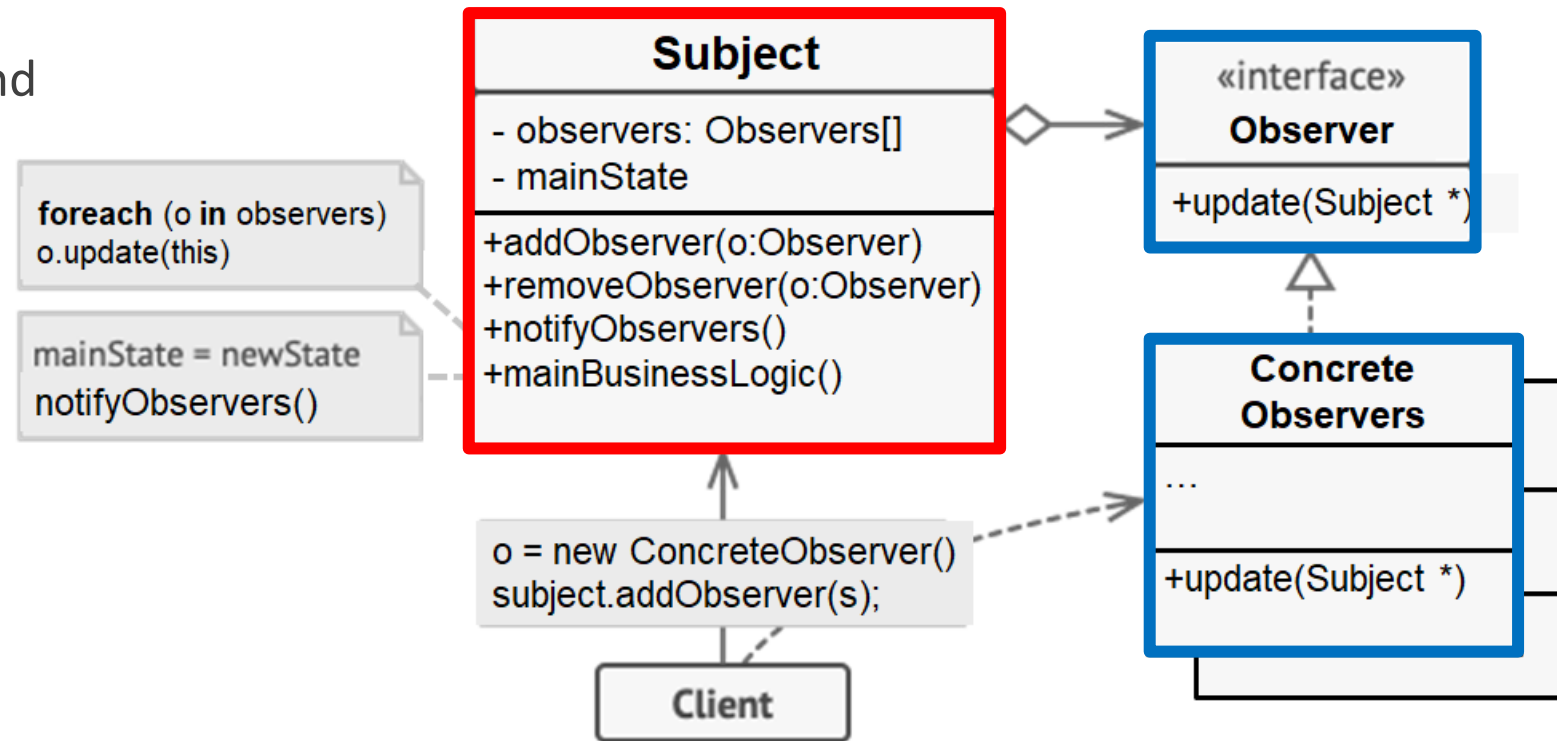 nd
Subject
- observers: Observers[]
- mainState
+addObserver(o:Observer)
+removeObserver(o:Observer)
+notifyObservers()
+mainBusinessLogic()
foreach (o in observers)
o.update(this)
mainState = newState
notifyObservers()
«interface»
Observer
+update(Subject *)
Concrete
Observers
...
+update(Subject *)
o = new ConcreteObserver()
subject.addObserver(s);
Client